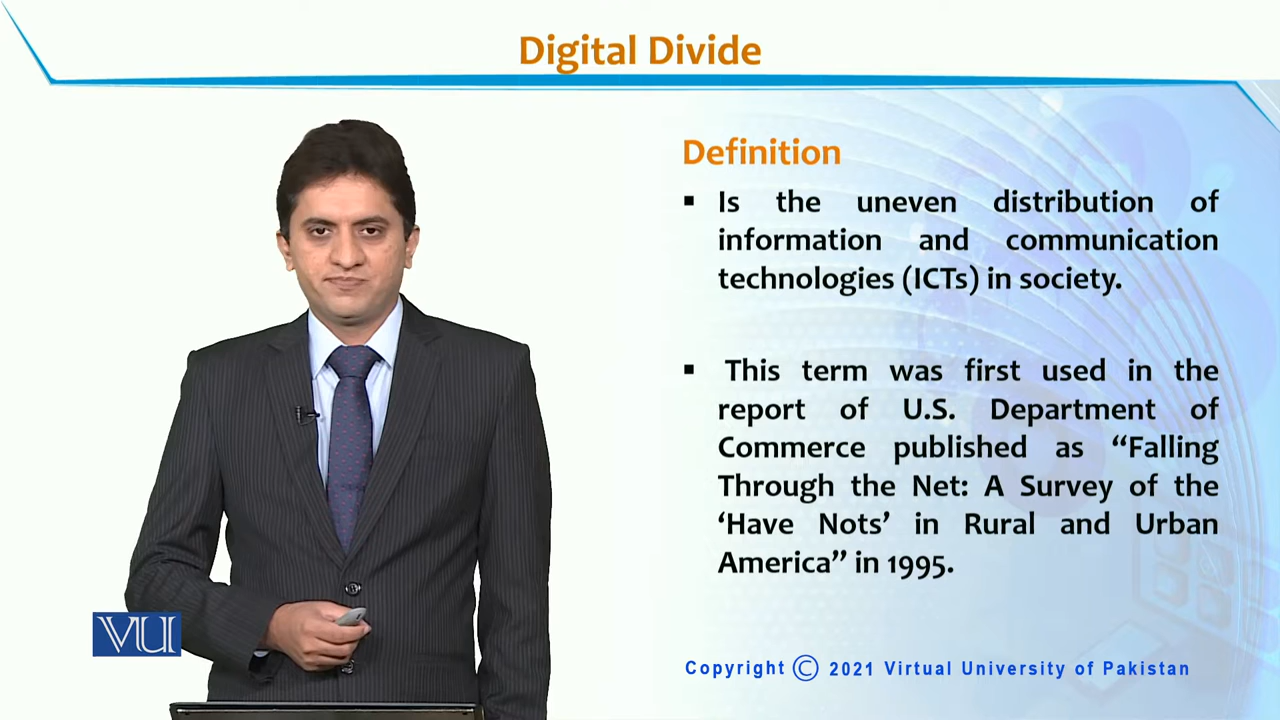 Digital Divide
Definition
▪ Is the uneven distribution of
information and communication
technologies (ICTs) in society.
▪ This term was first used in the
report of U.S. Department of
Commerce published as “Falling
Through the Net: A Survey of the
‘Have Nots’ in Rural and Urban
America” in 1995.
VU
Copyright © 2021 Virtual University of Pakistan